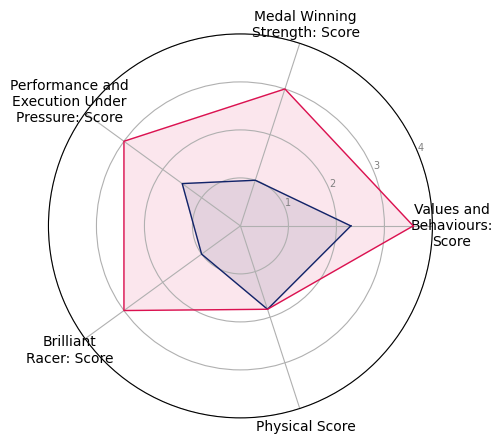 Medal Winning
Strength: Score
Performance and
Execution Under
Pressure: Score
4
3
2
1
Values and
Behaviours:
Score
Brilliant
Racer: Score
Physical Score